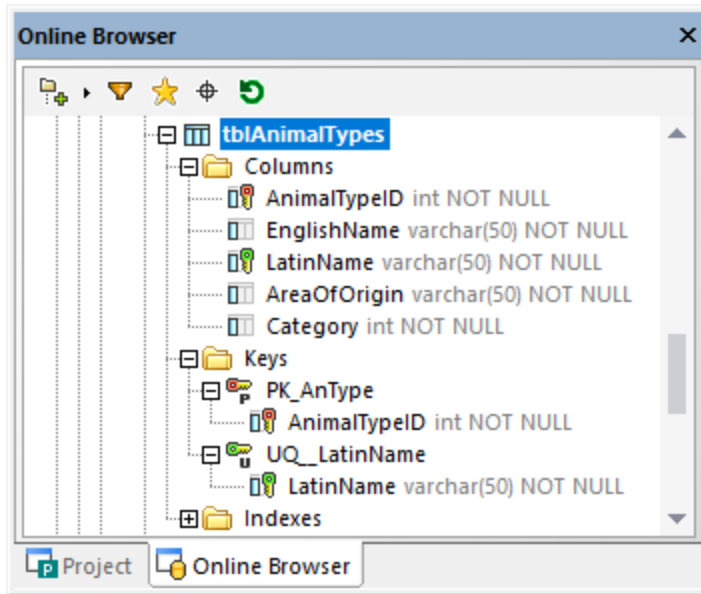 Online Browser
tblAnimalTypes
Columns
AnimalTypeID int NOT NULL
EnglishName varchar(50) NOT NULL
LatinName varchar(50) NOT NULL
AreaOfOrigin varchar(50) NOT NULL
Category int NOT NULL
Keys
PK_AnType
AnimalTypeID int NOT NULL
UQ__LatinName
LatinName varchar(50) NOT NULL
Indexes
Project Online Browser